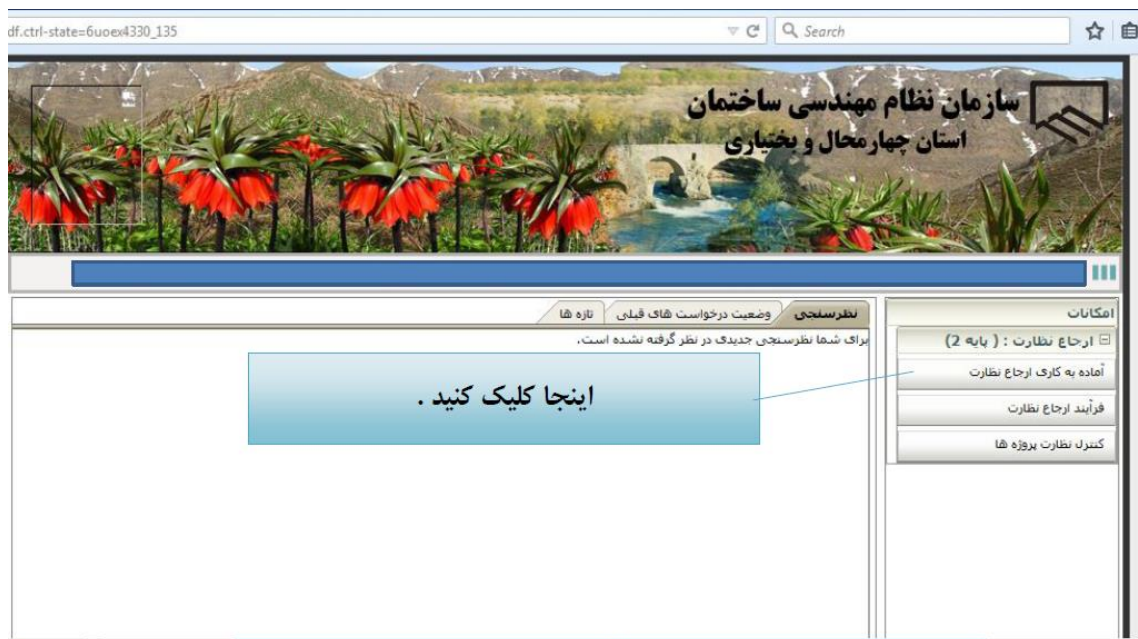 df.ctrl-state=6uoex4330_135
Search
سازمان نظام مهندسی ساختمان
استان چهارمحال و بختیاری
امکانات
نظرسنجی
وضعیت درخواست های قبلی
تازه ها
ارجاع نظارت : ( پایه 2)
برای شما نظرسنجی جدیدی در نظر گرفته نشده است.
آماده به کاری ارجاع نظارت
اینجا کلیک کنید .
فرآیند ارجاع نظارت
کنترل نظارت پروژه ها